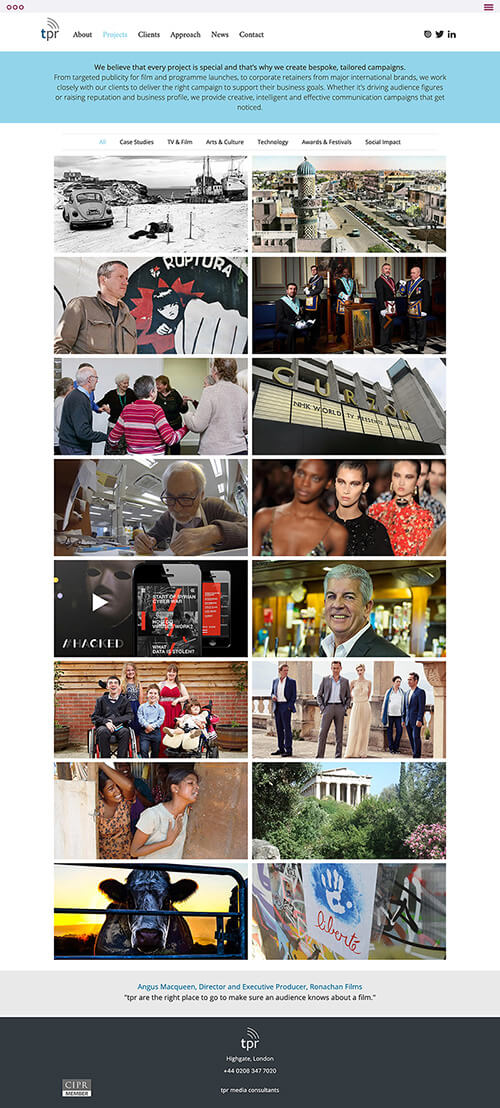 tpr
About Projects Clients Approach News Contact
We believe that every project is special and that's why we create bespoke, tailored campaigns.
From targeted publicity for film and programme launches, to corporate retainers from major international brands, we work
closely with our clients to deliver the right campaign to support their business goals. Whether it's driving audience figures
or raising reputation and business profile, we provide creative, intelligent and effective communication campaigns that get
noticed.
All Case Studies TV & Film Arts & Culture Technology Awards & Festivals Social Impact
RUPTURA
CURZON
NHK WORLD TV PRESENTS
#HACKED
START OF SYRIAN
CYBER WAR
WHAT
DATA IS STOLEN?
liberté
Angus Macqueen, Director and Executive Producer, Ronachan Films
"tpr are the right place to go to make sure an audience knows about a film."
tpr
Highgate, London
+44 0208 347 7020
CIPR
MEMBER
tpr media consultants